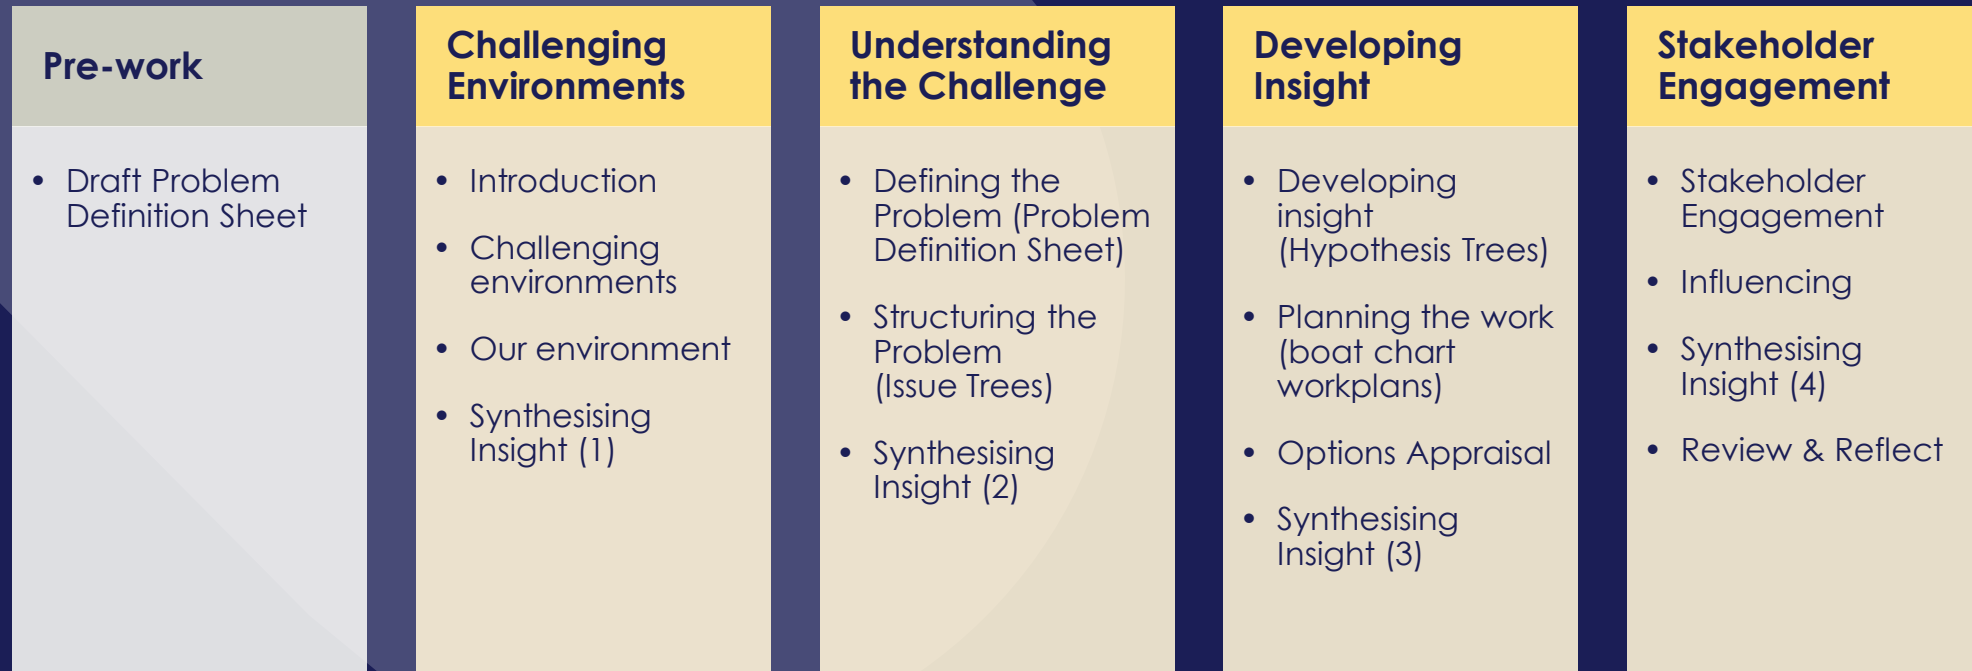 Pre-work
• Draft Problem
Definition Sheet
Challenging
Environments
• Introduction
• Challenging
environments
• Our environment
• Synthesising
Insight (1)
Understanding
the Challenge
• Defining the
Problem (Problem
Definition Sheet)
• Structuring the
Problem
(Issue Trees)
• Synthesising
Insight (2)
Developing
Insight
• Developing
insight
(Hypothesis Trees)
• Planning the work
(boat chart
workplans)
• Options Appraisal
• Synthesising
Insight (3)
Stakeholder
Engagement
• Stakeholder
Engagement
• Influencing
• Synthesising
Insight (4)
• Review & Reflect